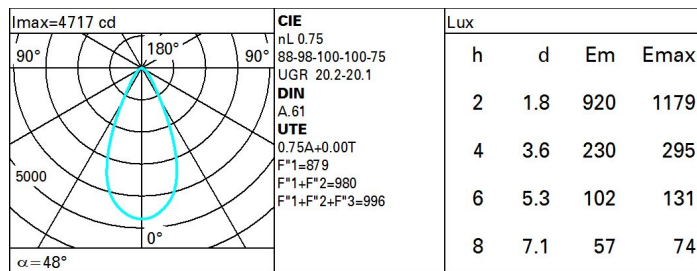 Imax=4717 cd
90° 180° 90°
5000
0°
α=48°
CIE
nL 0.75
88-98-100-100-75
UGR 20.2-20.1
DIN
A.61
UTE
0.75A+0.00T
F"1=879
F"1+F"2=980
F"1+F"2+F"3=996
Lux
h d Em Emax
2 1.8 920 1179
4 3.6 230 295
6 5.3 102 131
8 7.1 57 74